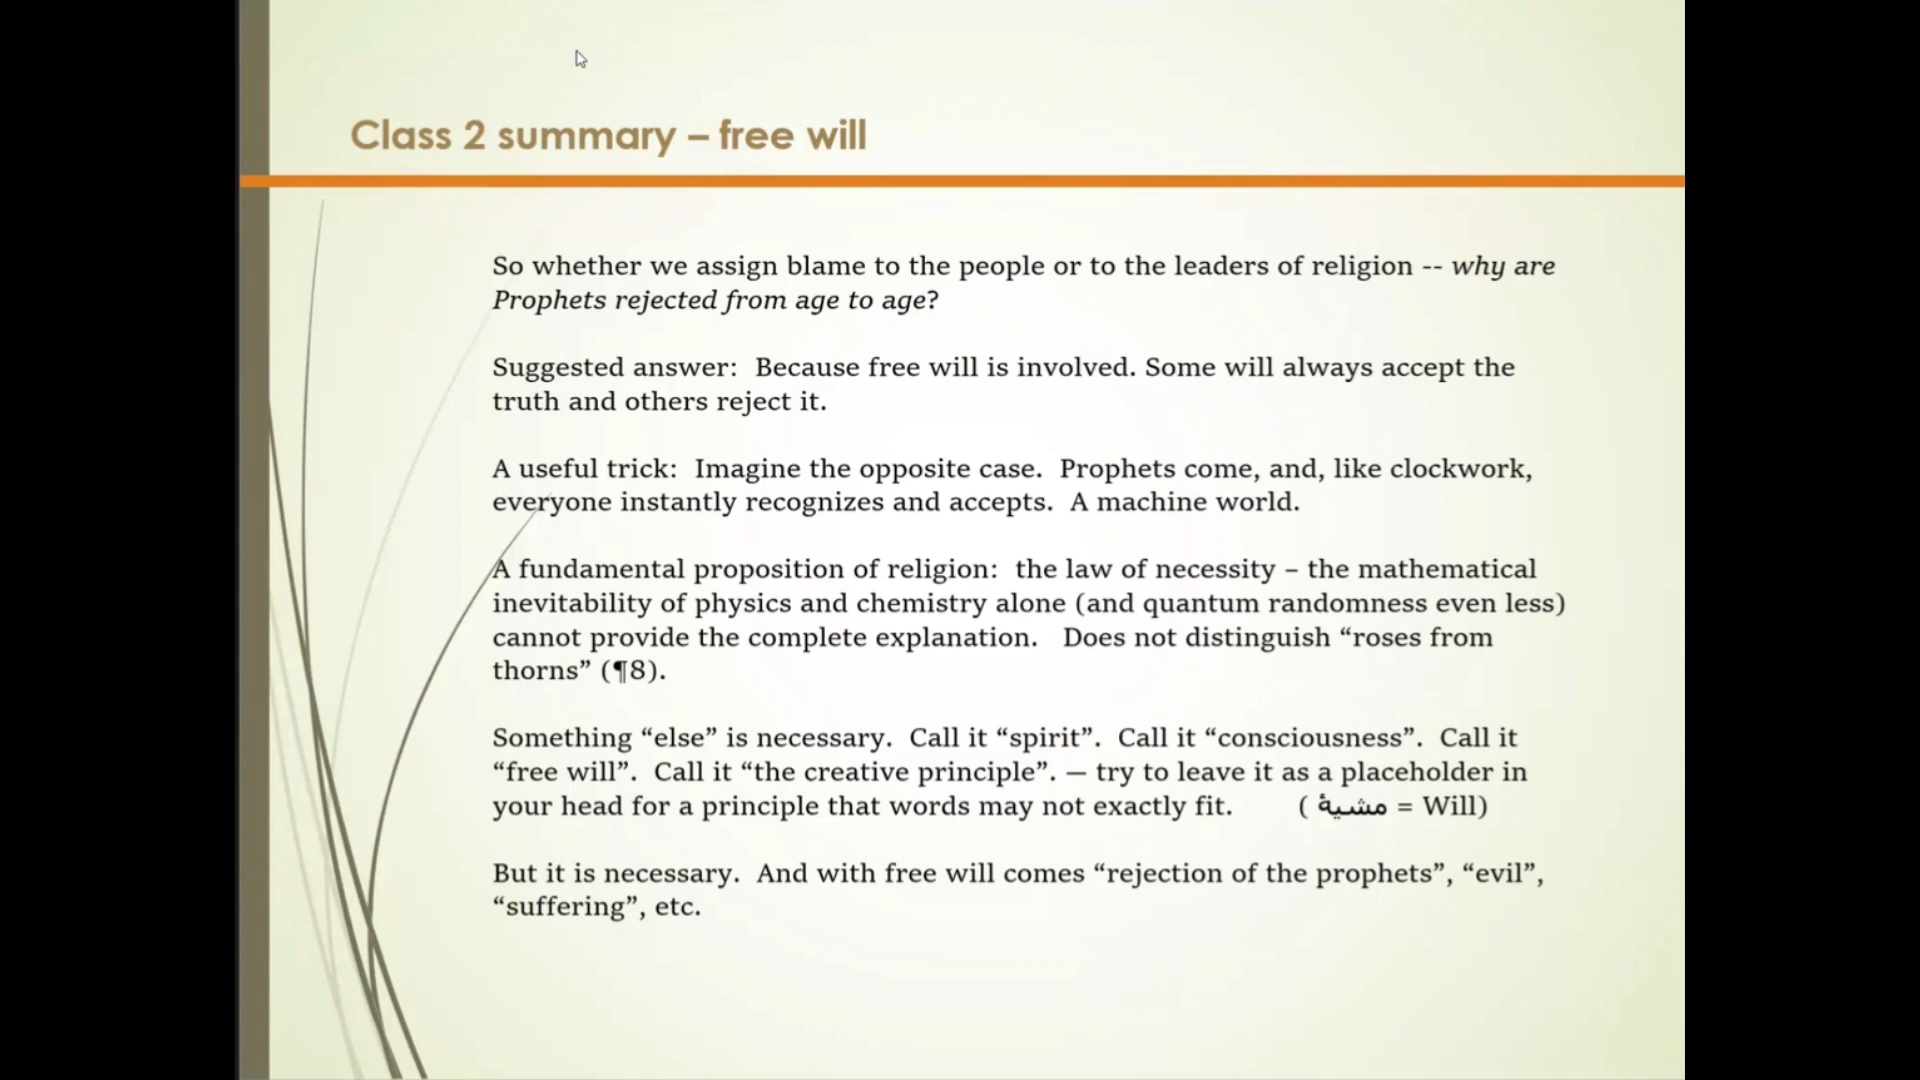 Class 2 summary – free will
So whether we assign blame to the people or to the leaders of religion -- why are
Prophets rejected from age to age?
Suggested answer:  Because free will is involved. Some will always accept the
truth and others reject it.
A useful trick:  Imagine the opposite case.  Prophets come, and, like clockwork,
everyone instantly recognizes and accepts.  A machine world.
A fundamental proposition of religion:  the law of necessity – the mathematical
inevitability of physics and chemistry alone (and quantum randomness even less)
cannot provide the complete explanation.   Does not distinguish “roses from
thorns” (¶8).
Something “else” is necessary.  Call it “spirit”.  Call it “consciousness”.  Call it
“free will”.  Call it “the creative principle”. — try to leave it as a placeholder in
your head for a principle that words may not exactly fit.        ( مشیهٔ = Will)
But it is necessary.  And with free will comes “rejection of the prophets”, “evil”,
“suffering”, etc.